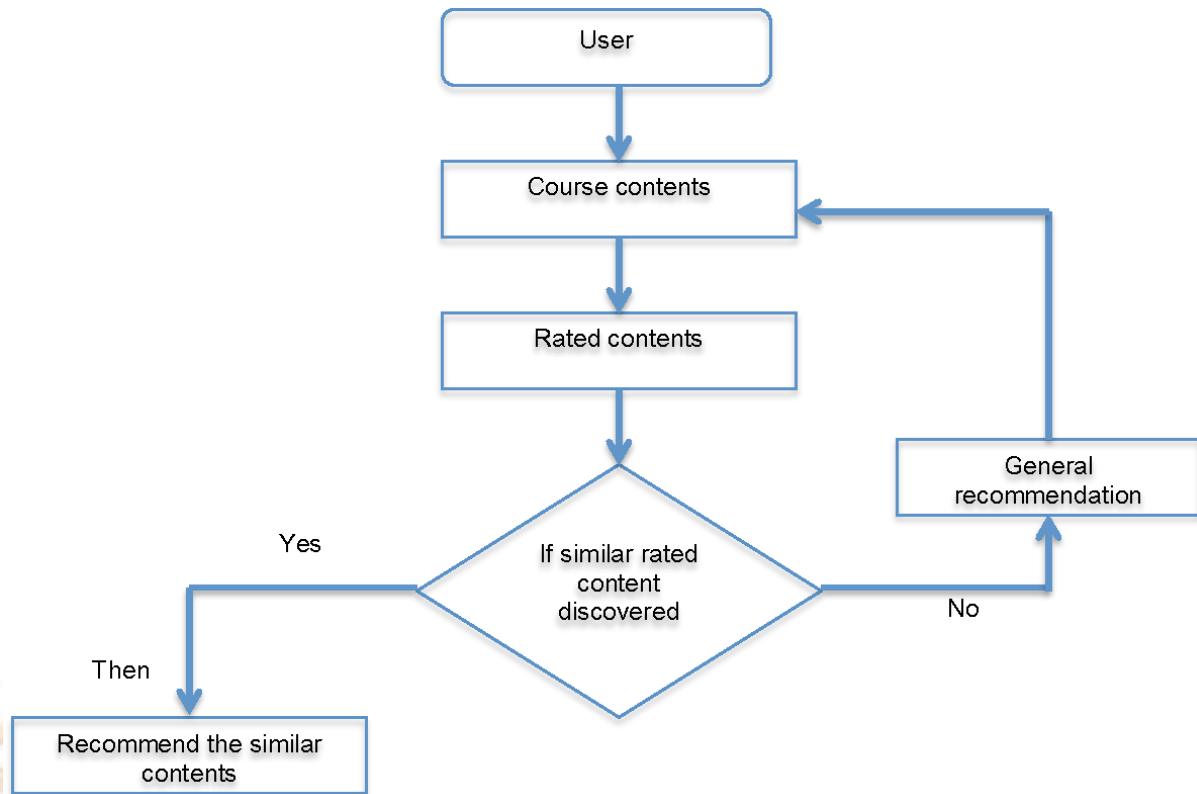 User
Course contents
Rated contents
General
recommendation
If similar rated
content
discovered
Yes
No
Then
Recommend the similar
contents